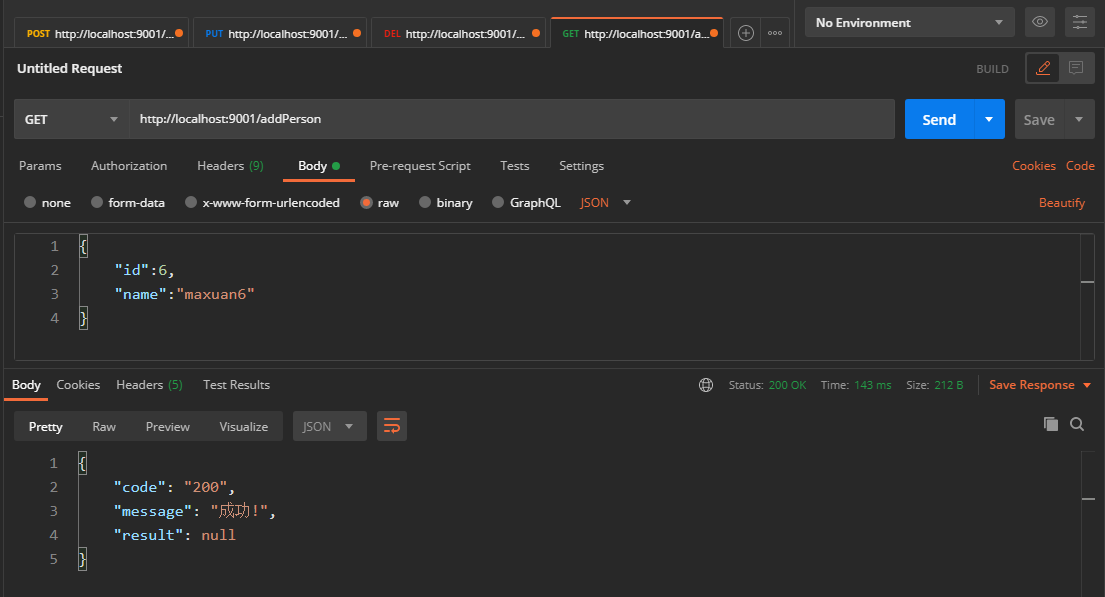 POST http://localhost:9001/... PUT http://localhost:9001/... DEL http://localhost:9001/... GET http://localhost:9001/a... No Environment
Untitled Request BUILD
GET http://localhost:9001/addPerson Send Save
Params Authorization Headers (9) Body Pre-request Script Tests Settings Cookies Code
none form-data x-www-form-urlencoded raw binary GraphQL JSON Beautify
1 {
2 "id":6,
3 "name":"maxuan6"
4 }
Body Cookies Headers (5) Test Results Status: 200 OK Time: 143 ms Size: 212 B Save Response
Pretty Raw Preview Visualize JSON
1 {
2 "code": "200",
3 "message": "成功!",
4 "result": null
5 }